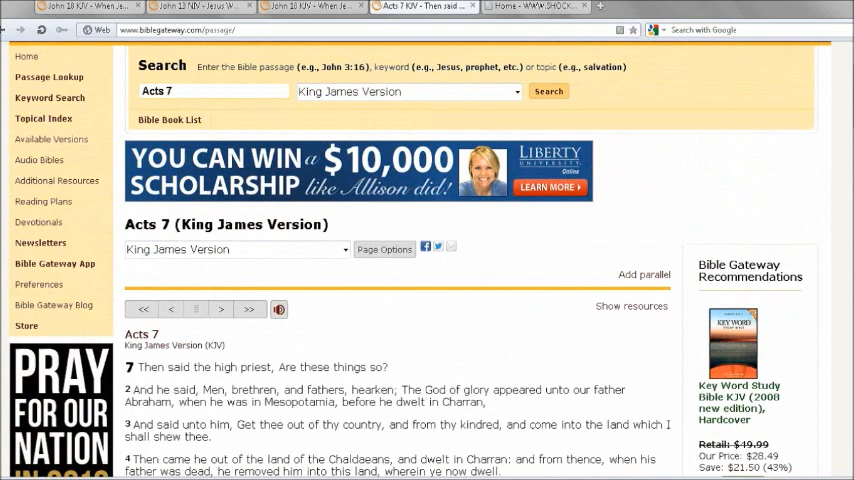 John 18 KJV - When Je...
John 13 NIV - Jesus W...
John 18 KJV - When Je...
Acts 7 KJV - Then said ...
Home - WWW.SHOCK...
Web
www.biblegateway.com/passage/
Search with Google
Home
Passage Lookup
Keyword Search
Topical Index
Available Versions
Audio Bibles
Additional Resources
Reading Plans
Devotionals
Newsletters
Bible Gateway App
Preferences
Bible Gateway Blog
Store
PRAY
FOR OUR
NATION
IN 2012
Search Enter the Bible passage (e.g., John 3:16), keyword (e.g., Jesus, prophet, etc.) or topic (e.g., salvation)
Acts 7
King James Version
Search
Bible Book List
YOU CAN WIN a $10,000
SCHOLARSHIP like Allison did!
LIBERTY
UNIVERSITY
Online
LEARN MORE
Acts 7 (King James Version)
King James Version
Page Options
Add parallel
<< < > >>
Show resources
Acts 7
King James Version (KJV)
7 Then said the high priest, Are these things so?
2 And he said, Men, brethren, and fathers, hearken; The God of glory appeared unto our father
Abraham, when he was in Mesopotamia, before he dwelt in Charran,
3 And said unto him, Get thee out of thy country, and from thy kindred, and come into the land which I
shall shew thee.
4 Then came he out of the land of the Chaldaeans, and dwelt in Charran: and from thence, when his
father was dead, he removed him into this land, wherein ye now dwell.
Bible Gateway
Recommendations
KEY WORD
Key Word Study
Bible KJV (2008
new edition),
Hardcover
Retail: $49.99
Our Price: $28.49
Save: $21.50 (43%)